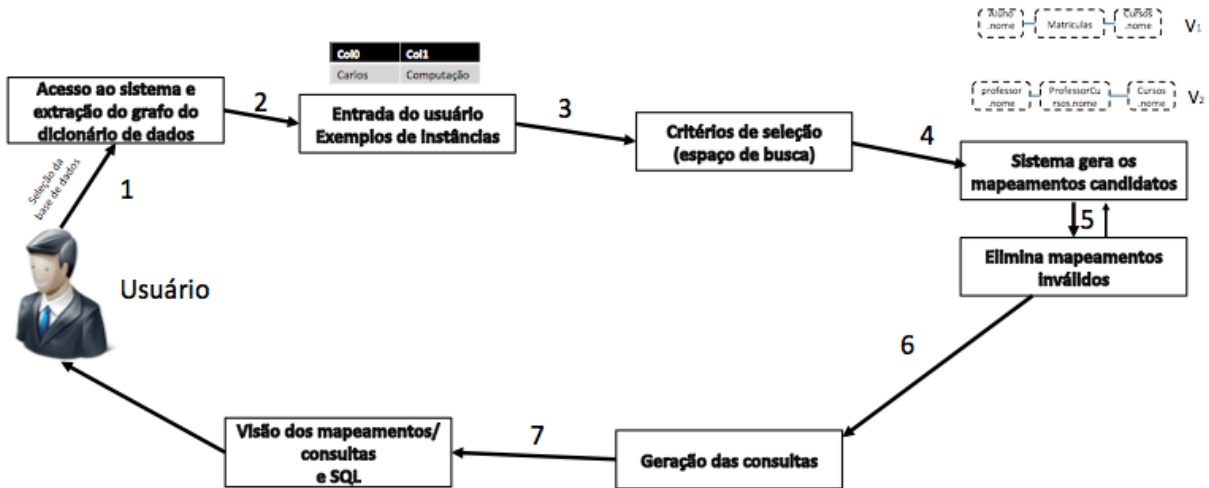 Aluno
.nome
Matriculas
Cursos
.nome
V1
Col0 Col1
Carlos Computação
professor
.nome
ProfessorCu
rsos.nome
Cursos
.nome
V2
Acesso ao sistema e
extração do grafo do
dicionário de dados
2
Entrada do usuário
Exemplos de instâncias
3
Critérios de seleção
(espaço de busca)
4
Sistema gera os
mapeamentos candidatos
Seleção da
base de dados
1
5
Elimina mapeamentos
inválidos
Usuário
6
Visão dos mapeamentos/
consultas
e SQL
7
Geração das consultas